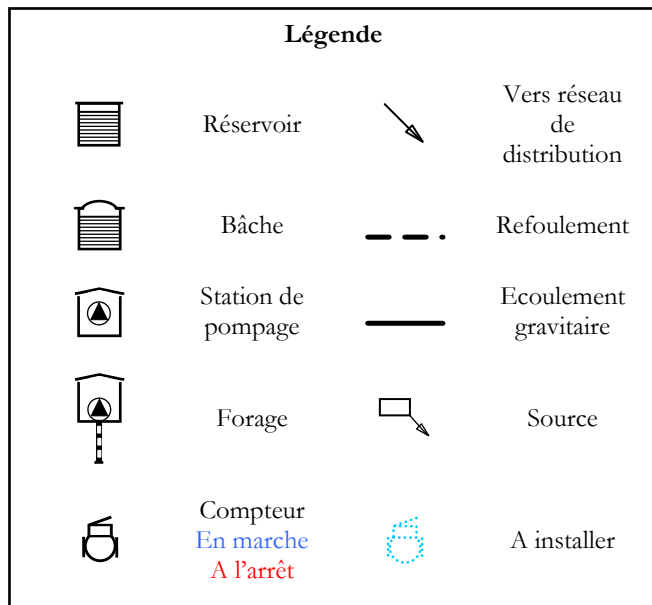 Légende
Réservoir
Vers réseau
de
distribution
Bâche
Refoulement
Station de
pompage
Ecoulement
gravitaire
Forage
Source
Compteur
En marche
A l'arrêt
A installer